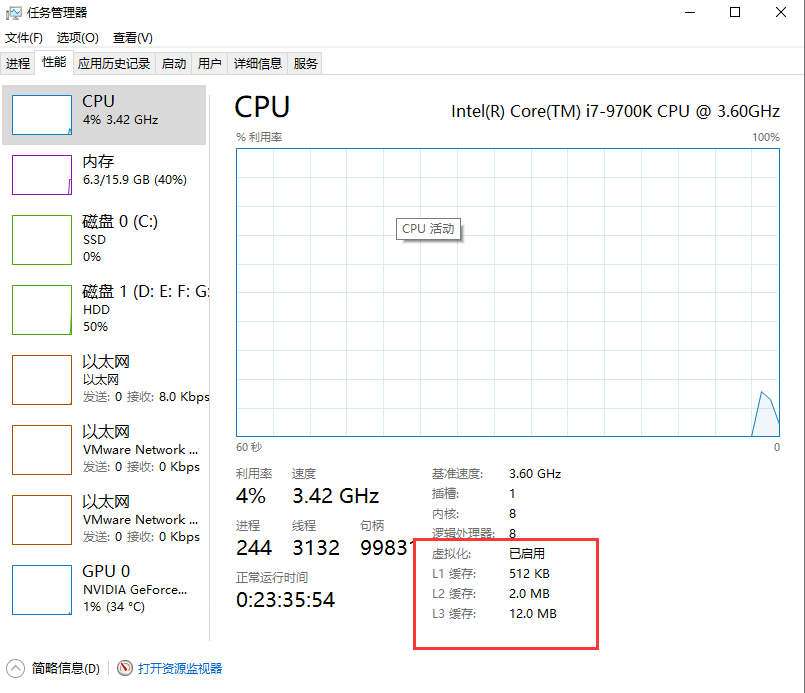 任务管理器
文件(F) 选项(O) 查看(V)
进程 性能 应用历史记录 启动 用户 详细信息 服务
CPU
4% 3.42 GHz
内存
6.3/15.9 GB (40%)
磁盘 0 (C:)
SSD
0%
磁盘 1 (D: E: F: G:
HDD
50%
以太网
以太网
发送: 0 接收: 8.0 Kbps
以太网
VMware Network ...
发送: 0 接收: 0 Kbps
以太网
VMware Network ...
发送: 0 接收: 0 Kbps
GPU 0
NVIDIA GeForce...
1% (34 °C)
CPU
Intel(R) Core(TM) i7-9700K CPU @ 3.60GHz
% 利用率 100%
CPU 活动
60 秒 0
利用率 速度
4% 3.42 GHz
进程 线程 句柄
244 3132 99831
正常运行时间
0:23:35:54
基准速度: 3.60 GHz
插槽: 1
内核: 8
逻辑处理器: 8
虚拟化: 已启用
L1 缓存: 512 KB
L2 缓存: 2.0 MB
L3 缓存: 12.0 MB
简略信息(D) 打开资源监视器